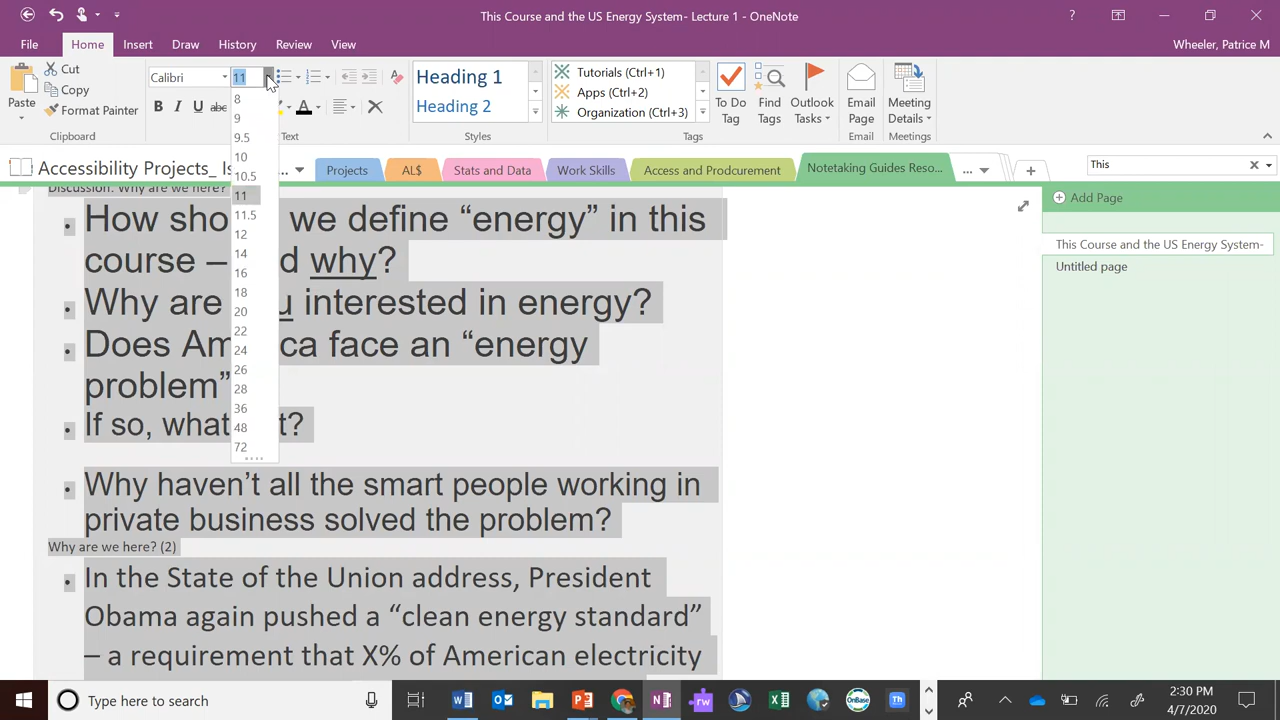 This Course and the US Energy System- Lecture 1 - OneNote
Wheeler, Patrice M
File Home Insert Draw History Review View
Paste
Cut
Copy
Format Painter
Clipboard
Calibri 11
B I U abc A
Text
Heading 1
Heading 2
Styles
Tutorials (Ctrl+1)
Apps (Ctrl+2)
Organization (Ctrl+3)
Tags
To Do
Tag
Find
Tags
Outlook
Tasks
Email
Page
Email
Meeting
Details
Meetings
8
9
9.5
10
10.5
11
11.5
12
14
16
18
20
22
24
26
28
36
48
72
Accessibility Projects_ Is ...
Projects AL$ Stats and Data Work Skills Access and Prodcurement Notetaking Guides Reso... ...
This
Add Page
This Course and the US Energy System-
Untitled page
Discussion: Why are we here?
• How sho we define “energy” in this
course – d why?
• Why are u interested in energy?
• Does Am ca face an “energy
problem”
• If so, what t?
• Why haven’t all the smart people working in
private business solved the problem?
Why are we here? (2)
• In the State of the Union address, President
Obama again pushed a “clean energy standard”
– a requirement that X% of American electricity
Type here to search
2:30 PM
4/7/2020